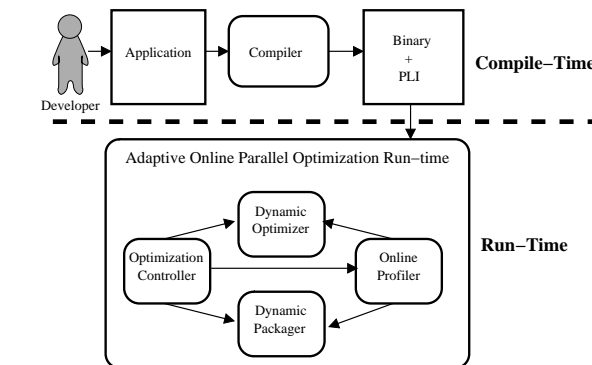 Developer
Application
Compiler
Binary
+
PLI
Compile−Time
Adaptive Online Parallel Optimization Run−time
Dynamic
Optimizer
Optimization
Controller
Online
Profiler
Dynamic
Packager
Run−Time